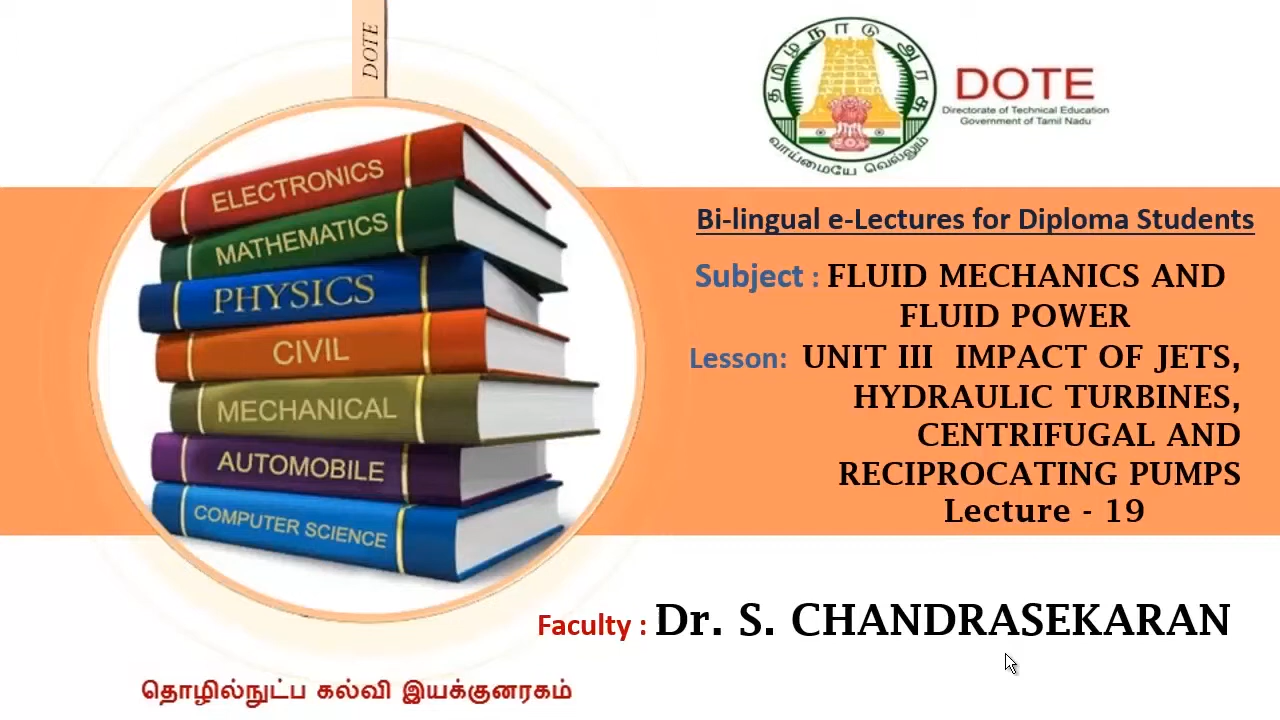 DOTE
ELECTRONICS
MATHEMATICS
PHYSICS
CIVIL
MECHANICAL
AUTOMOBILE
COMPUTER SCIENCE
தமிழ்நாடு அரசு
வாய்மையே வெல்லும்
DOTE
Directorate of Technical Education
Government of Tamil Nadu
Bi-lingual e-Lectures for Diploma Students
Subject : FLUID MECHANICS AND
FLUID POWER
Lesson: UNIT III IMPACT OF JETS,
HYDRAULIC TURBINES,
CENTRIFUGAL AND
RECIPROCATING PUMPS
Lecture - 19
Faculty : Dr. S. CHANDRASEKARAN
தொழில்நுட்ப கல்வி இயக்குனரகம்